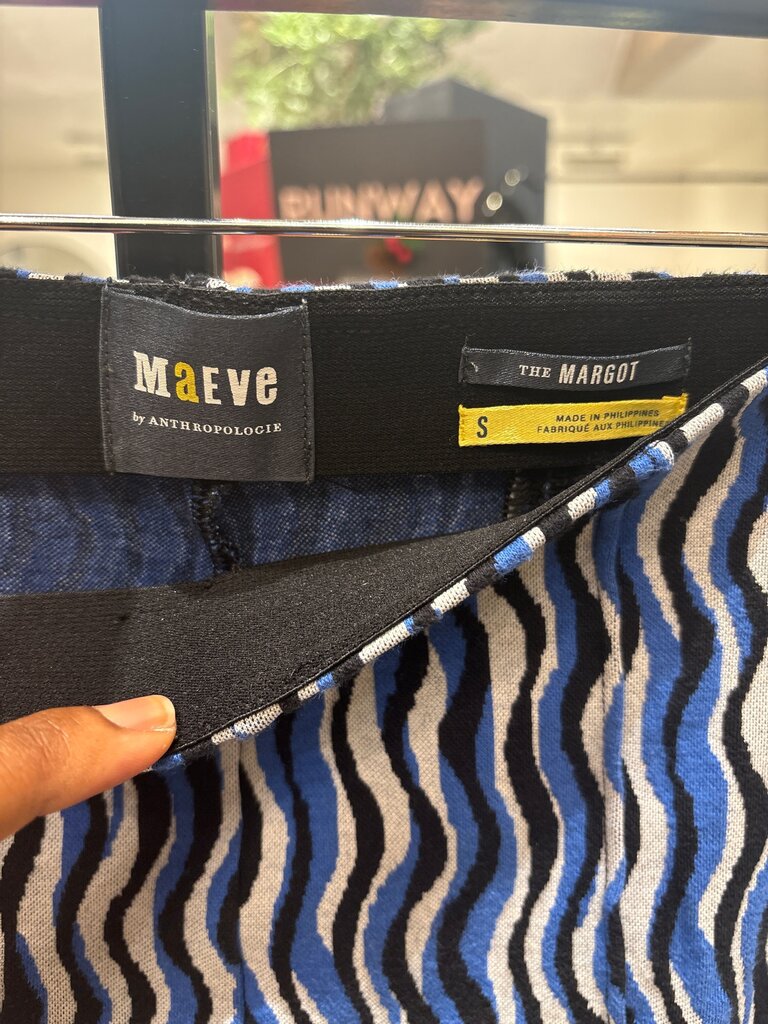 RUNWAY
MaEve
by ANTHROPOLOGIE
THE MARGOT
S
MADE IN PHILIPPINES
FABRIQUÉ AUX PHILIPPINES